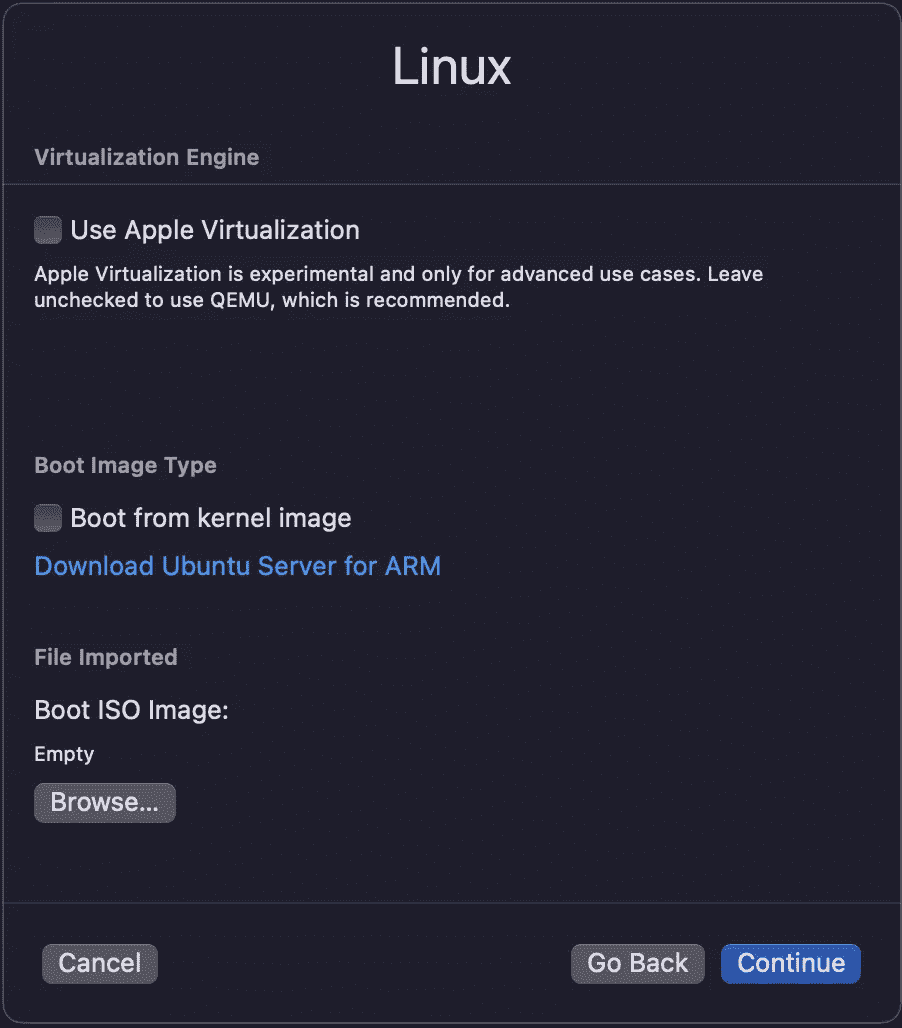 Linux
Virtualization Engine
Use Apple Virtualization
Apple Virtualization is experimental and only for advanced use cases. Leave
unchecked to use QEMU, which is recommended.
Boot Image Type
Boot from kernel image
Download Ubuntu Server for ARM
File Imported
Boot ISO Image:
Empty
Browse...
Cancel
Go Back
Continue